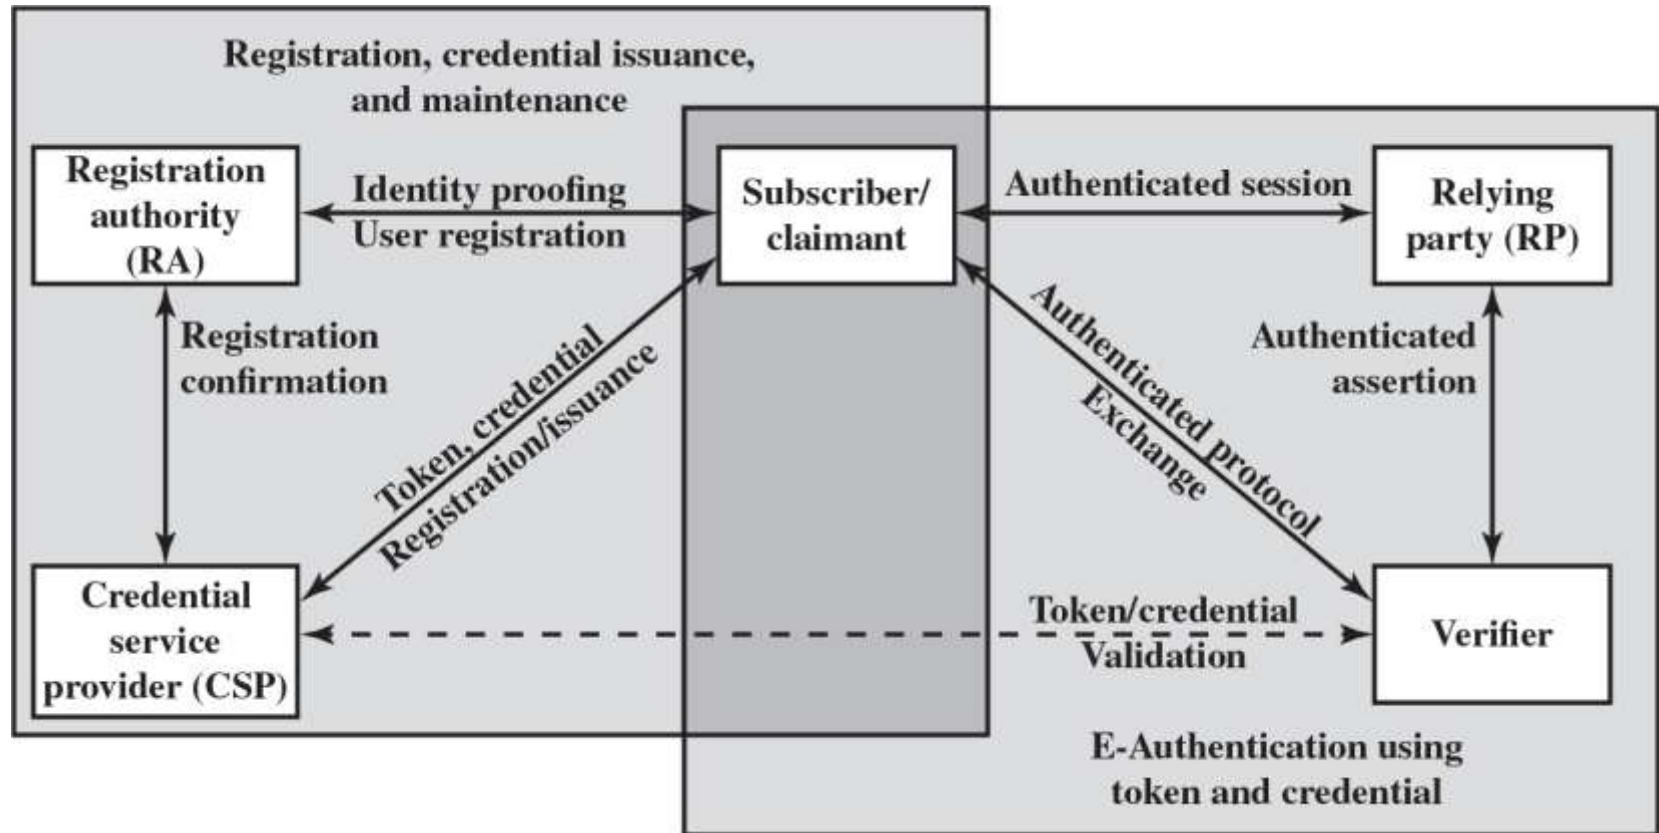 Registration, credential issuance,
and maintenance
Registration
authority
(RA)
Identity proofing
User registration
Subscriber/
claimant
Authenticated session
Relying
party (RP)
Registration
confirmation
Token, credential
Registration/issuance
Authenticated protocol
Exchange
Authenticated
assertion
Credential
service
provider (CSP)
Token/credential
Validation
Verifier
E-Authentication using
token and credential